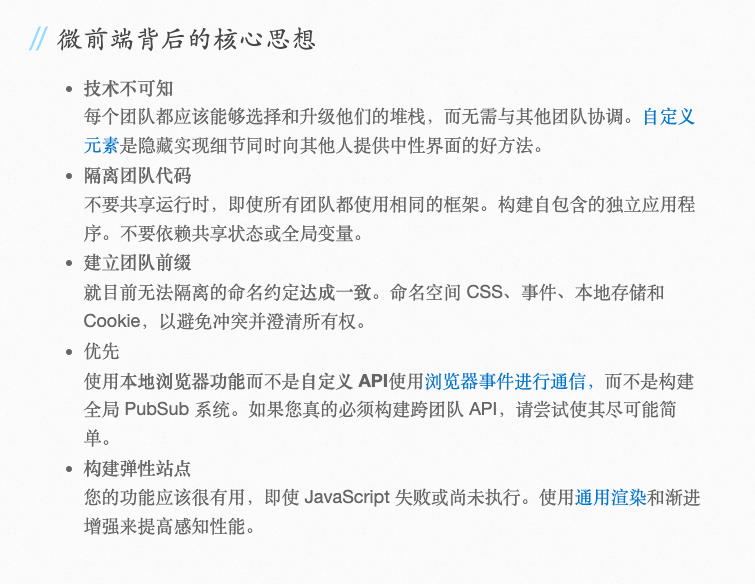 // 微前端背后的核心思想
• 技术不可知
每个团队都应该能够选择和升级他们的堆栈，而无需与其他团队协调。自定义
元素是隐藏实现细节同时向其他人提供中性界面的好方法。
• 隔离团队代码
不要共享运行时，即使所有团队都使用相同的框架。构建自包含的独立应用程
序。不要依赖共享状态或全局变量。
• 建立团队前缀
就目前无法隔离的命名约定达成一致。命名空间 CSS、事件、本地存储和
Cookie，以避免冲突并澄清所有权。
• 优先
使用本地浏览器功能而不是自定义 API使用浏览器事件进行通信，而不是构建
全局 PubSub 系统。如果您真的必须构建跨团队 API，请尝试使其尽可能简
单。
• 构建弹性站点
您的功能应该很有用，即使 JavaScript 失败或尚未执行。使用通用渲染和渐进
增强来提高感知性能。